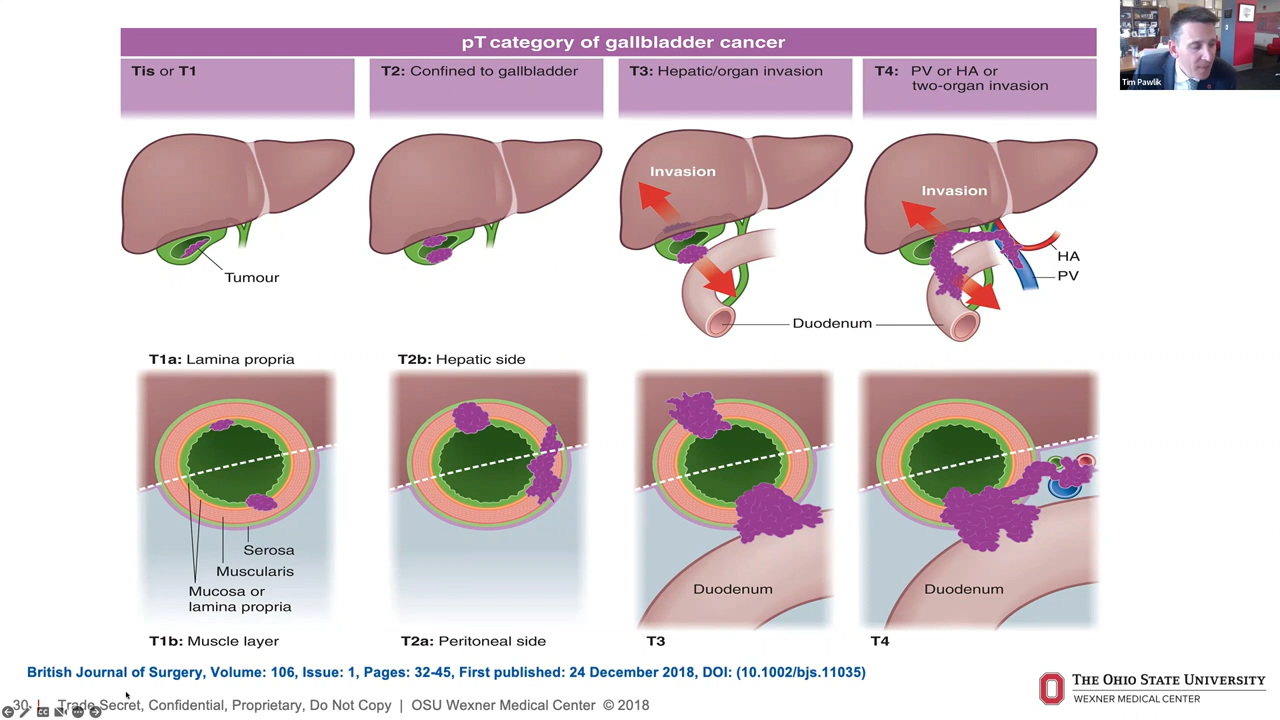 pT category of gallbladder cancer
Tis or T1
T2: Confined to gallbladder
T3: Hepatic/organ invasion
T4: PV or HA or
two-organ invasion
Tim Pawlik
Invasion
Invasion
Tumour
HA
PV
Duodenum
T1a: Lamina propria
T2b: Hepatic side
Serosa
Muscularis
Mucosa or
lamina propria
Duodenum
Duodenum
T1b: Muscle layer
T2a: Peritoneal side
T3
T4
British Journal of Surgery, Volume: 106, Issue: 1, Pages: 32-45, First published: 24 December 2018, DOI: (10.1002/bjs.11035)
THE OHIO STATE UNIVERSITY
WEXNER MEDICAL CENTER
30 | Trade Secret, Confidential, Proprietary, Do Not Copy | OSU Wexner Medical Center © 2018